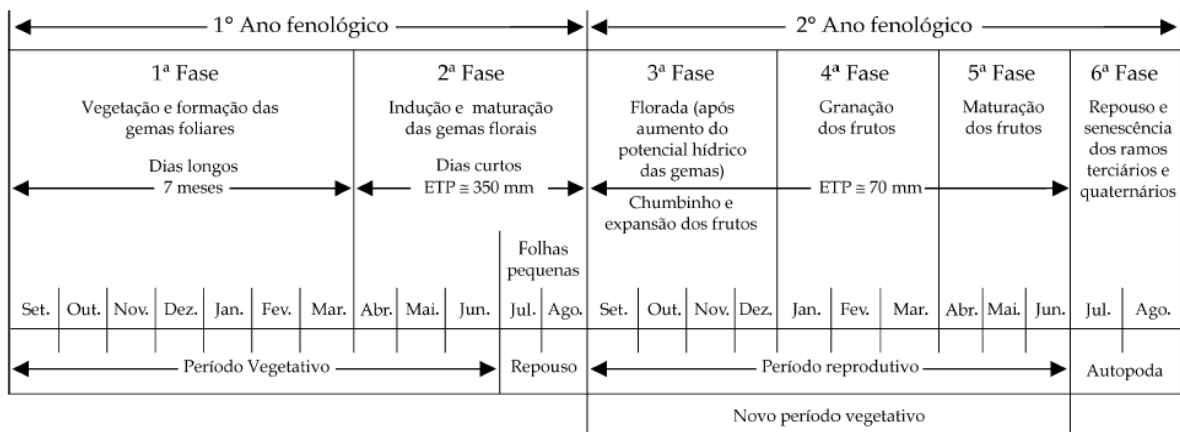 1° Ano fenológico
2° Ano fenológico
1ª Fase
Vegetação e formação das
gemas foliares
Dias longos
7 meses
2ª Fase
Indução e maturação
das gemas florais
Dias curtos
ETP ≅ 350 mm
Folhas
pequenas
3ª Fase
Florada (após
aumento do
potencial hídrico
das gemas)
Chumbinho e
expansão dos frutos
4ª Fase
Granação
dos frutos
ETP ≅ 70 mm
5ª Fase
Maturação
dos frutos
6ª Fase
Repouso e
senescência
dos ramos
terciários e
quaternários
Set. Out. Nov. Dez. Jan. Fev. Mar. Abr. Mai. Jun. Jul. Ago. Set. Out. Nov. Dez. Jan. Fev. Mar. Abr. Mai. Jun. Jul. Ago.
Período Vegetativo Repouso Período reprodutivo Autopoda
Novo período vegetativo